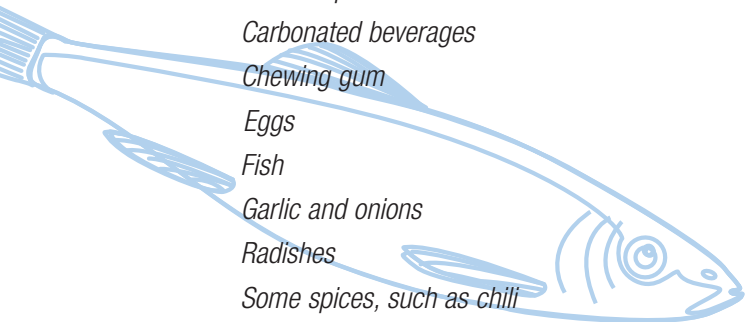 Carbonated beverages
Chewing gum
Eggs
Fish
Garlic and onions
Radishes
Some spices, such as chili